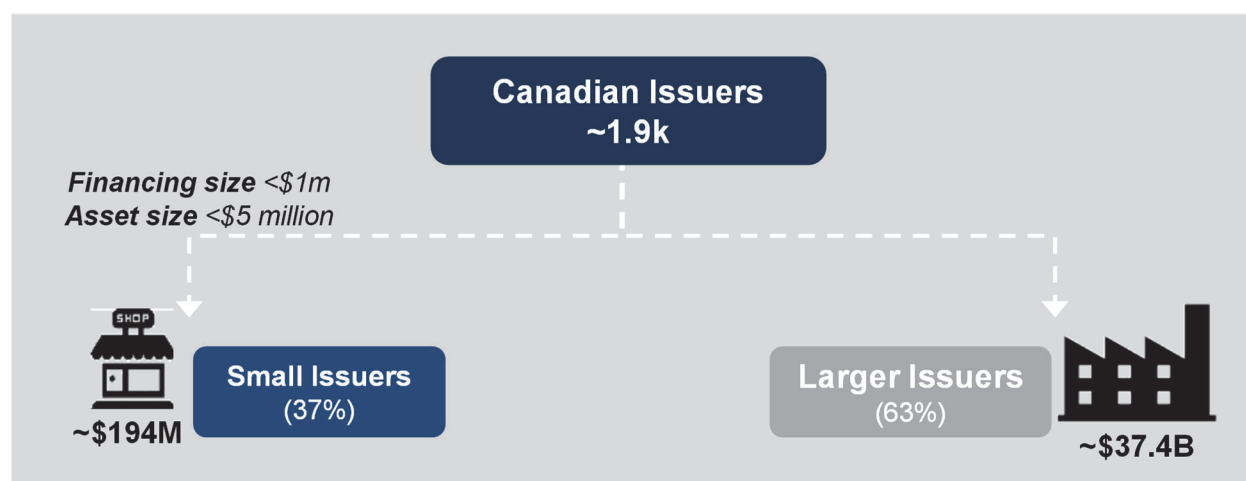 Canadian Issuers
~1.9k
Financing size <$1m
Asset size <$5 million
SHOP
Small Issuers
(37%)
~$194M
Larger Issuers
(63%)
~$37.4B